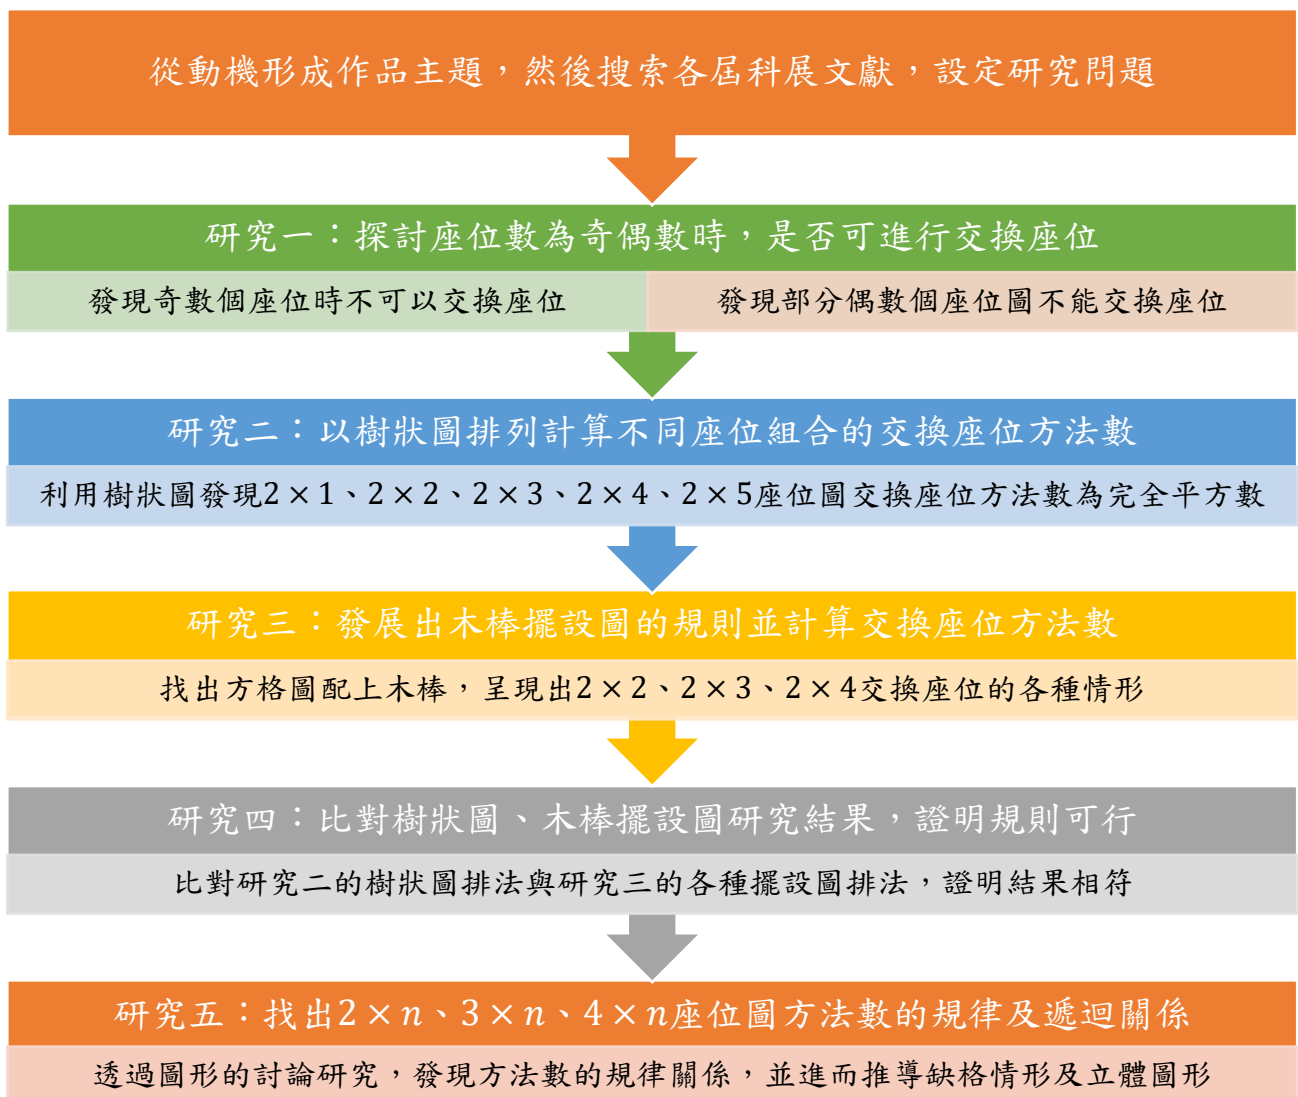 從動機形成作品主題，然後搜索各屆科展文獻，設定研究問題
研究一：探討座位數為奇偶數時，是否可進行交換座位
發現奇數個座位時不可以交換座位
發現部分偶數個座位圖不能交換座位
研究二：以樹狀圖排列計算不同座位組合的交換座位方法數
利用樹狀圖發現2 × 1、2 × 2、2 × 3、2 × 4、2 × 5座位圖交換座位方法數為完全平方數
研究三：發展出木棒擺設圖的規則並計算交換座位方法數
找出方格圖配上木棒，呈現出2 × 2、2 × 3、2 × 4交換座位的各種情形
研究四：比對樹狀圖、木棒擺設圖研究結果，證明規則可行
比對研究二的樹狀圖排法與研究三的各種擺設圖排法，證明結果相符
研究五：找出2 × n、3 × n、4 × n座位圖方法數的規律及遞迴關係
透過圖形的討論研究，發現方法數的規律關係，並進而推導缺格情形及立體圖形